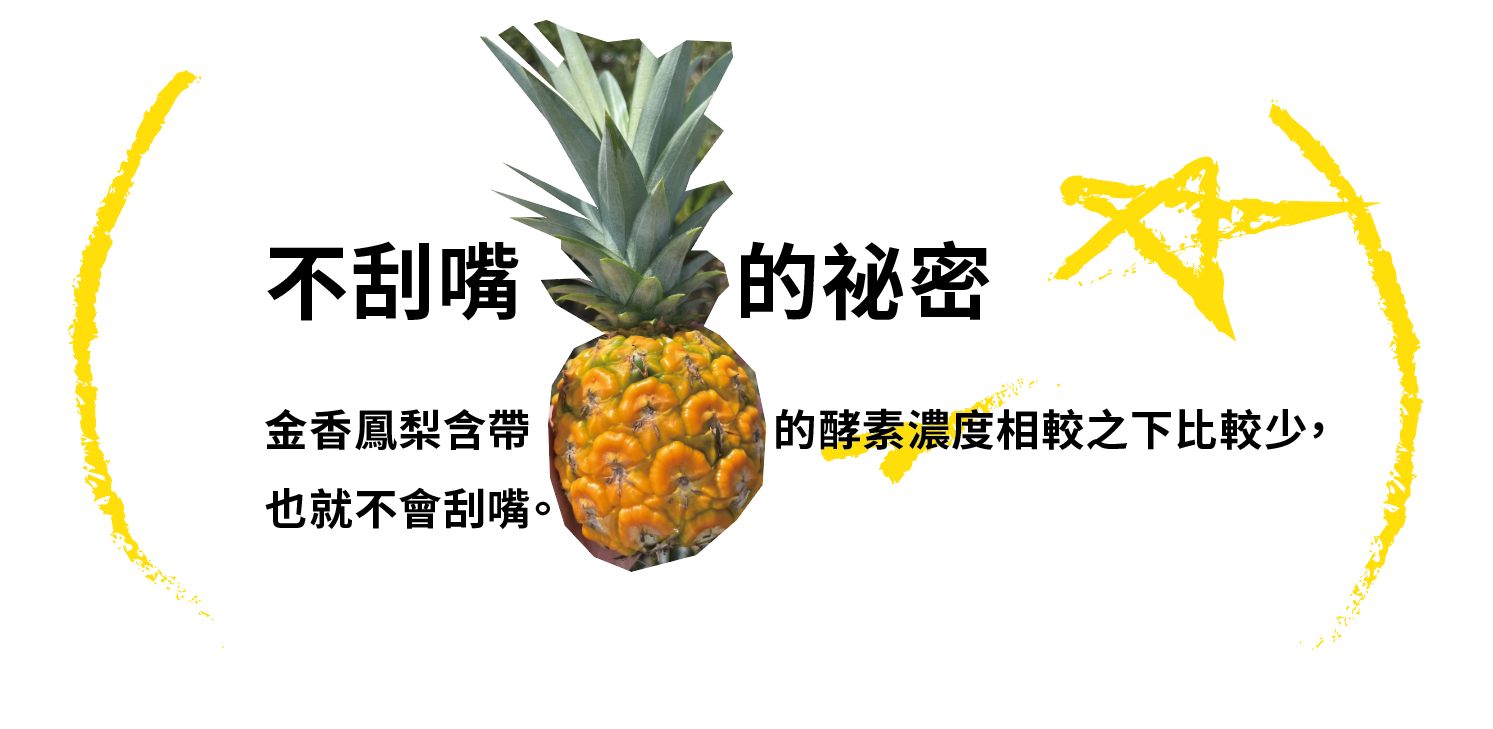 不刮嘴的祕密
金香鳳梨含帶的酵素濃度相較之下比較少，
也就不會刮嘴。